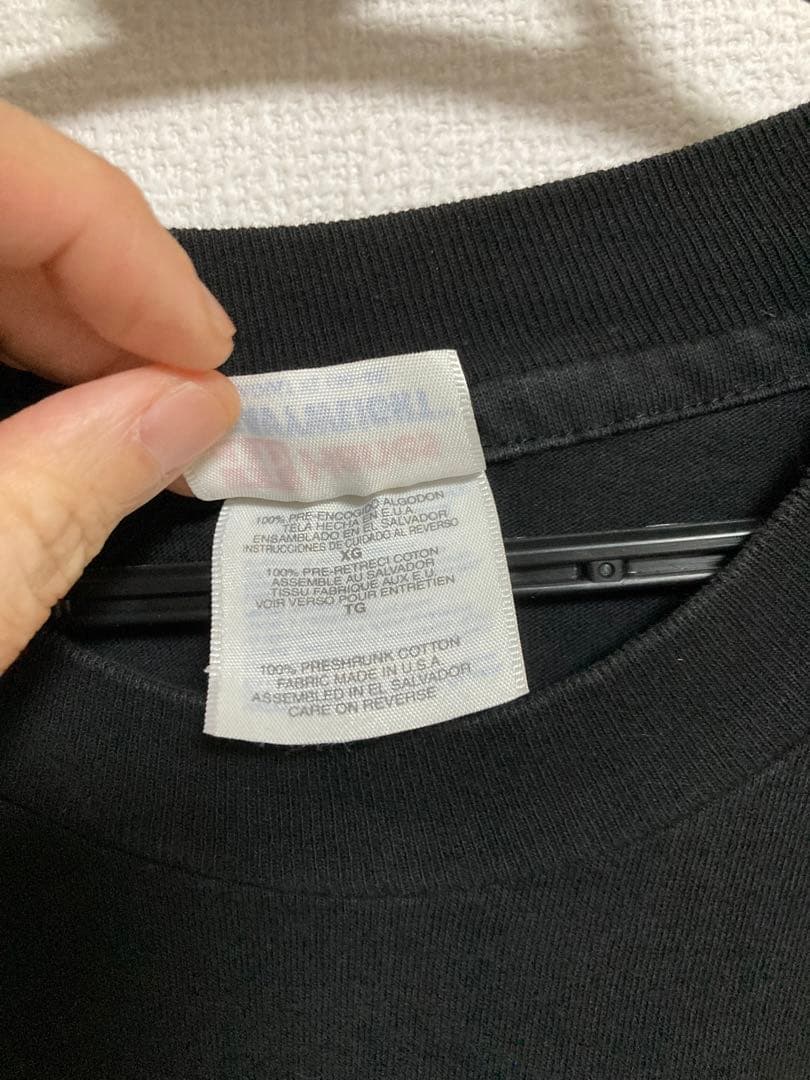 100% PRE-ENCOGIDO ALGODON
TELA HECHA EN E.U.A.
ENSAMBLADO EN EL SALVADOR
INSTRUCCIONES DE CUIDADO AL REVERSO
XG
100% PRE-RETRECI COTON
ASSEMBLE AU SALVADOR
TISSU FABRIQUE AUX E.U.
VOIR VERSO POUR ENTRETIEN
TG
100% PRESHRUNK COTTON
FABRIC MADE IN U.S.A.
ASSEMBLED IN EL SALVADOR
CARE ON REVERSE